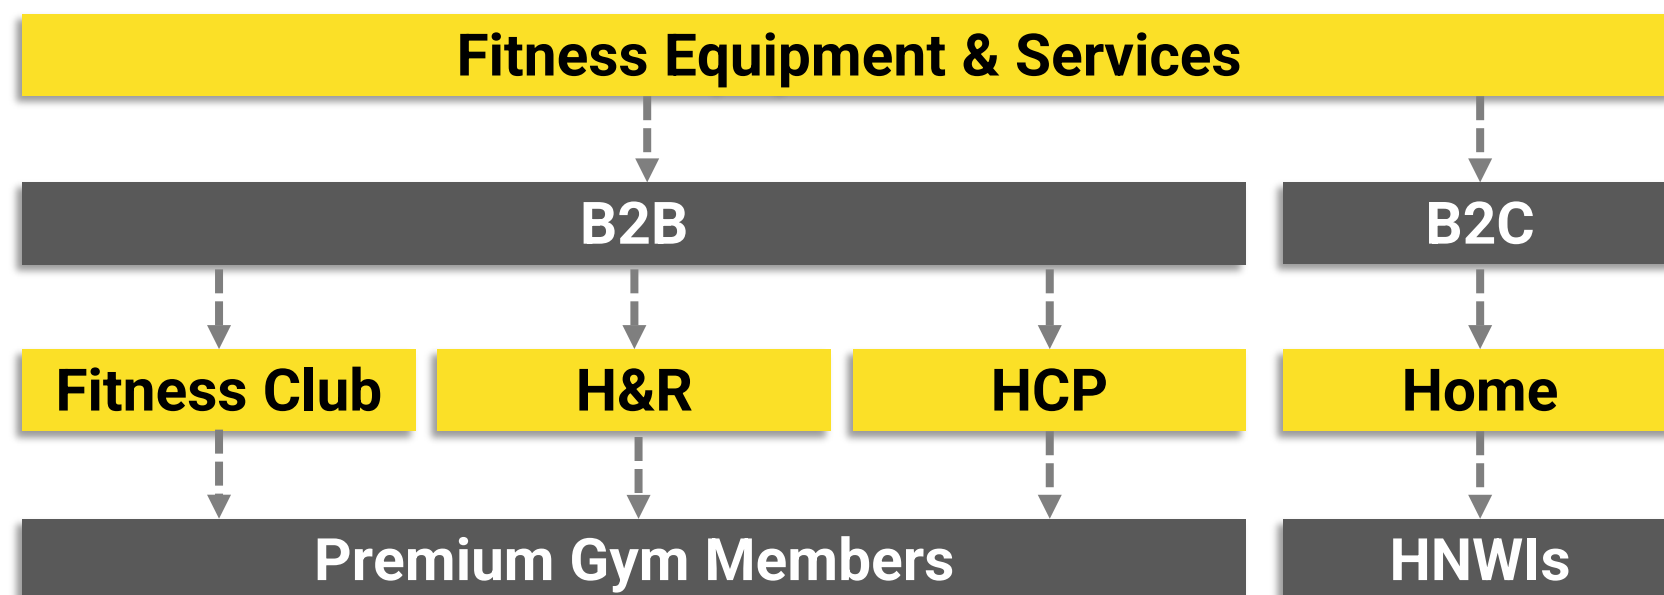 Fitness Equipment & Services
B2B
B2C
Fitness Club
H&R
HCP
Home
Premium Gym Members
HNWIs